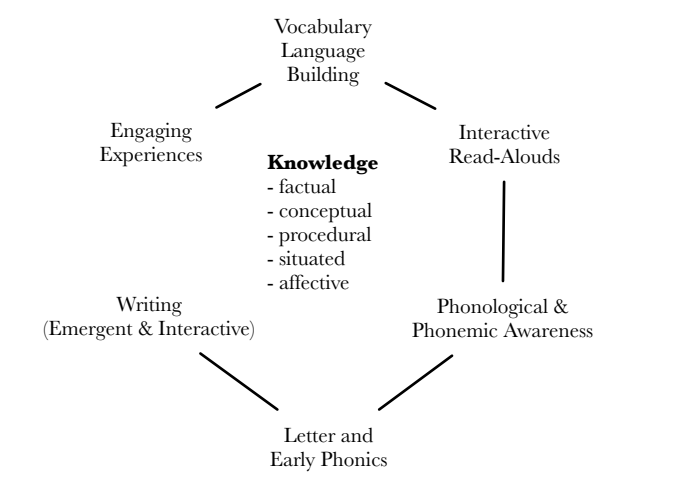 Vocabulary
Language
Building
Engaging
Experiences
Interactive
Read-Alouds
Knowledge
- factual
- conceptual
- procedural
- situated
- affective
Writing
(Emergent & Interactive)
Phonological &
Phonemic Awareness
Letter and
Early Phonics